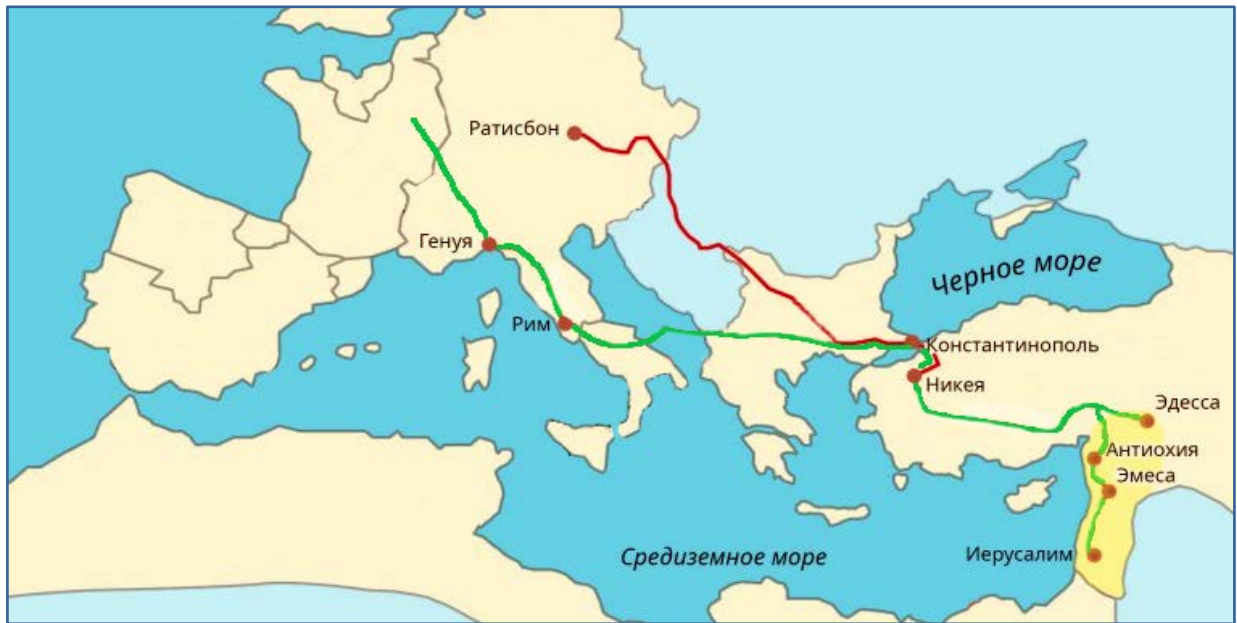 Ратисбон
Генуя
Черное море
Рим
Константинополь
Никея
Эдесса
Антиохия
Эмеса
Средиземное море
Иерусалим